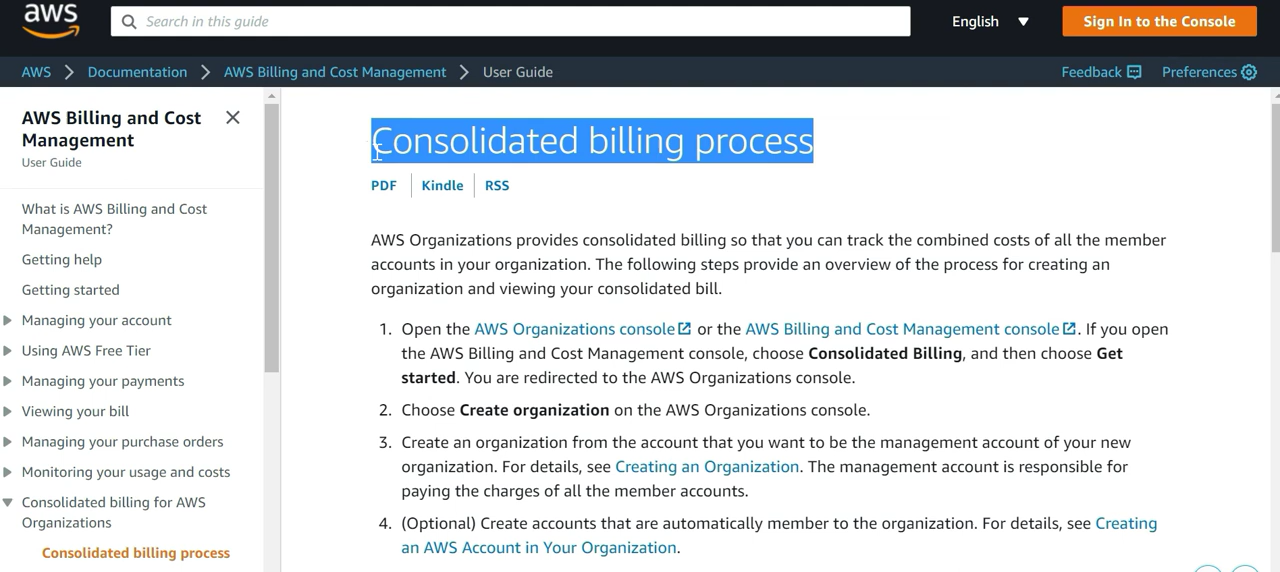 aws
Search in this guide
English
Sign In to the Console
AWS
Documentation
AWS Billing and Cost Management
User Guide
Feedback
Preferences
AWS Billing and Cost
Management
User Guide
What is AWS Billing and Cost
Management?
Getting help
Getting started
Managing your account
Using AWS Free Tier
Managing your payments
Viewing your bill
Managing your purchase orders
Monitoring your usage and costs
Consolidated billing for AWS
Organizations
Consolidated billing process
Consolidated billing process
PDF
Kindle
RSS
AWS Organizations provides consolidated billing so that you can track the combined costs of all the member
accounts in your organization. The following steps provide an overview of the process for creating an
organization and viewing your consolidated bill.
1. Open the AWS Organizations console or the AWS Billing and Cost Management console. If you open
the AWS Billing and Cost Management console, choose Consolidated Billing, and then choose Get
started. You are redirected to the AWS Organizations console.
2. Choose Create organization on the AWS Organizations console.
3. Create an organization from the account that you want to be the management account of your new
organization. For details, see Creating an Organization. The management account is responsible for
paying the charges of all the member accounts.
4. (Optional) Create accounts that are automatically member to the organization. For details, see Creating
an AWS Account in Your Organization.